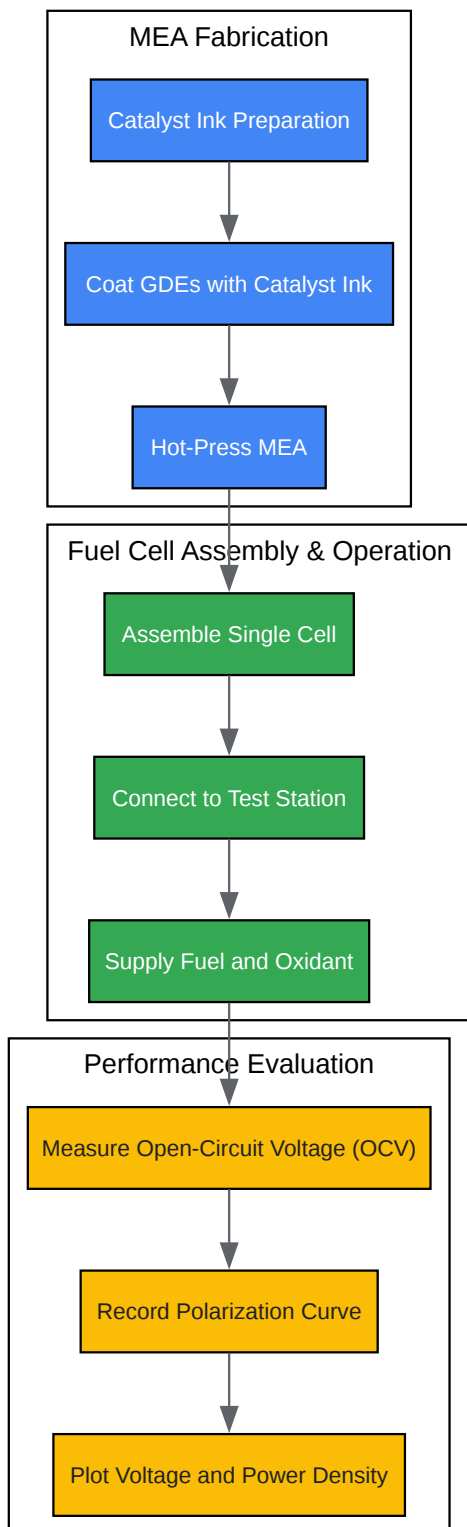 MEA Fabrication
Catalyst Ink Preparation
Coat GDEs with Catalyst Ink
Hot-Press MEA
Fuel Cell Assembly & Operation
Assemble Single Cell
Connect to Test Station
Supply Fuel and Oxidant
Performance Evaluation
Measure Open-Circuit Voltage (OCV)
Record Polarization Curve
Plot Voltage and Power Density